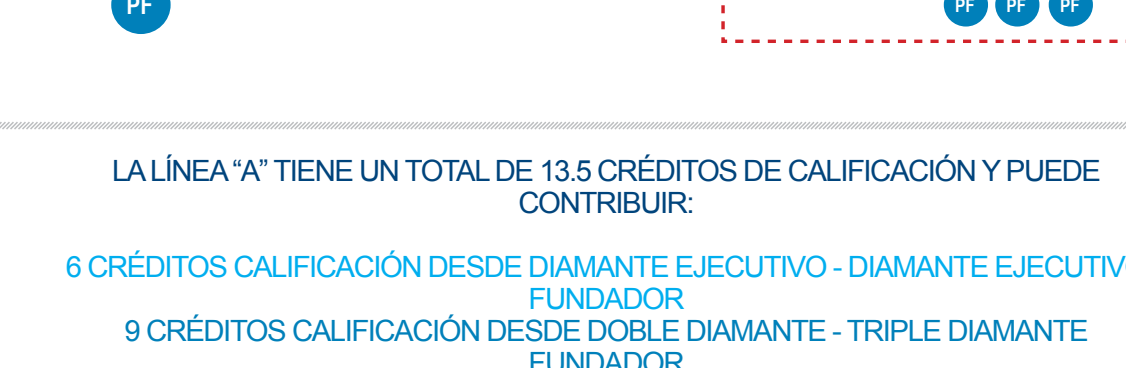 PF PF PF PF
LA LÍNEA “A” TIENE UN TOTAL DE 13.5 CRÉDITOS DE CALIFICACIÓN Y PUEDE
CONTRIBUIR:
6 CRÉDITOS CALIFICACIÓN DESDE DIAMANTE EJECUTIVO - DIAMANTE EJECUTIVO
FUNDADOR
9 CRÉDITOS CALIFICACIÓN DESDE DOBLE DIAMANTE - TRIPLE DIAMANTE
FUNDADOR